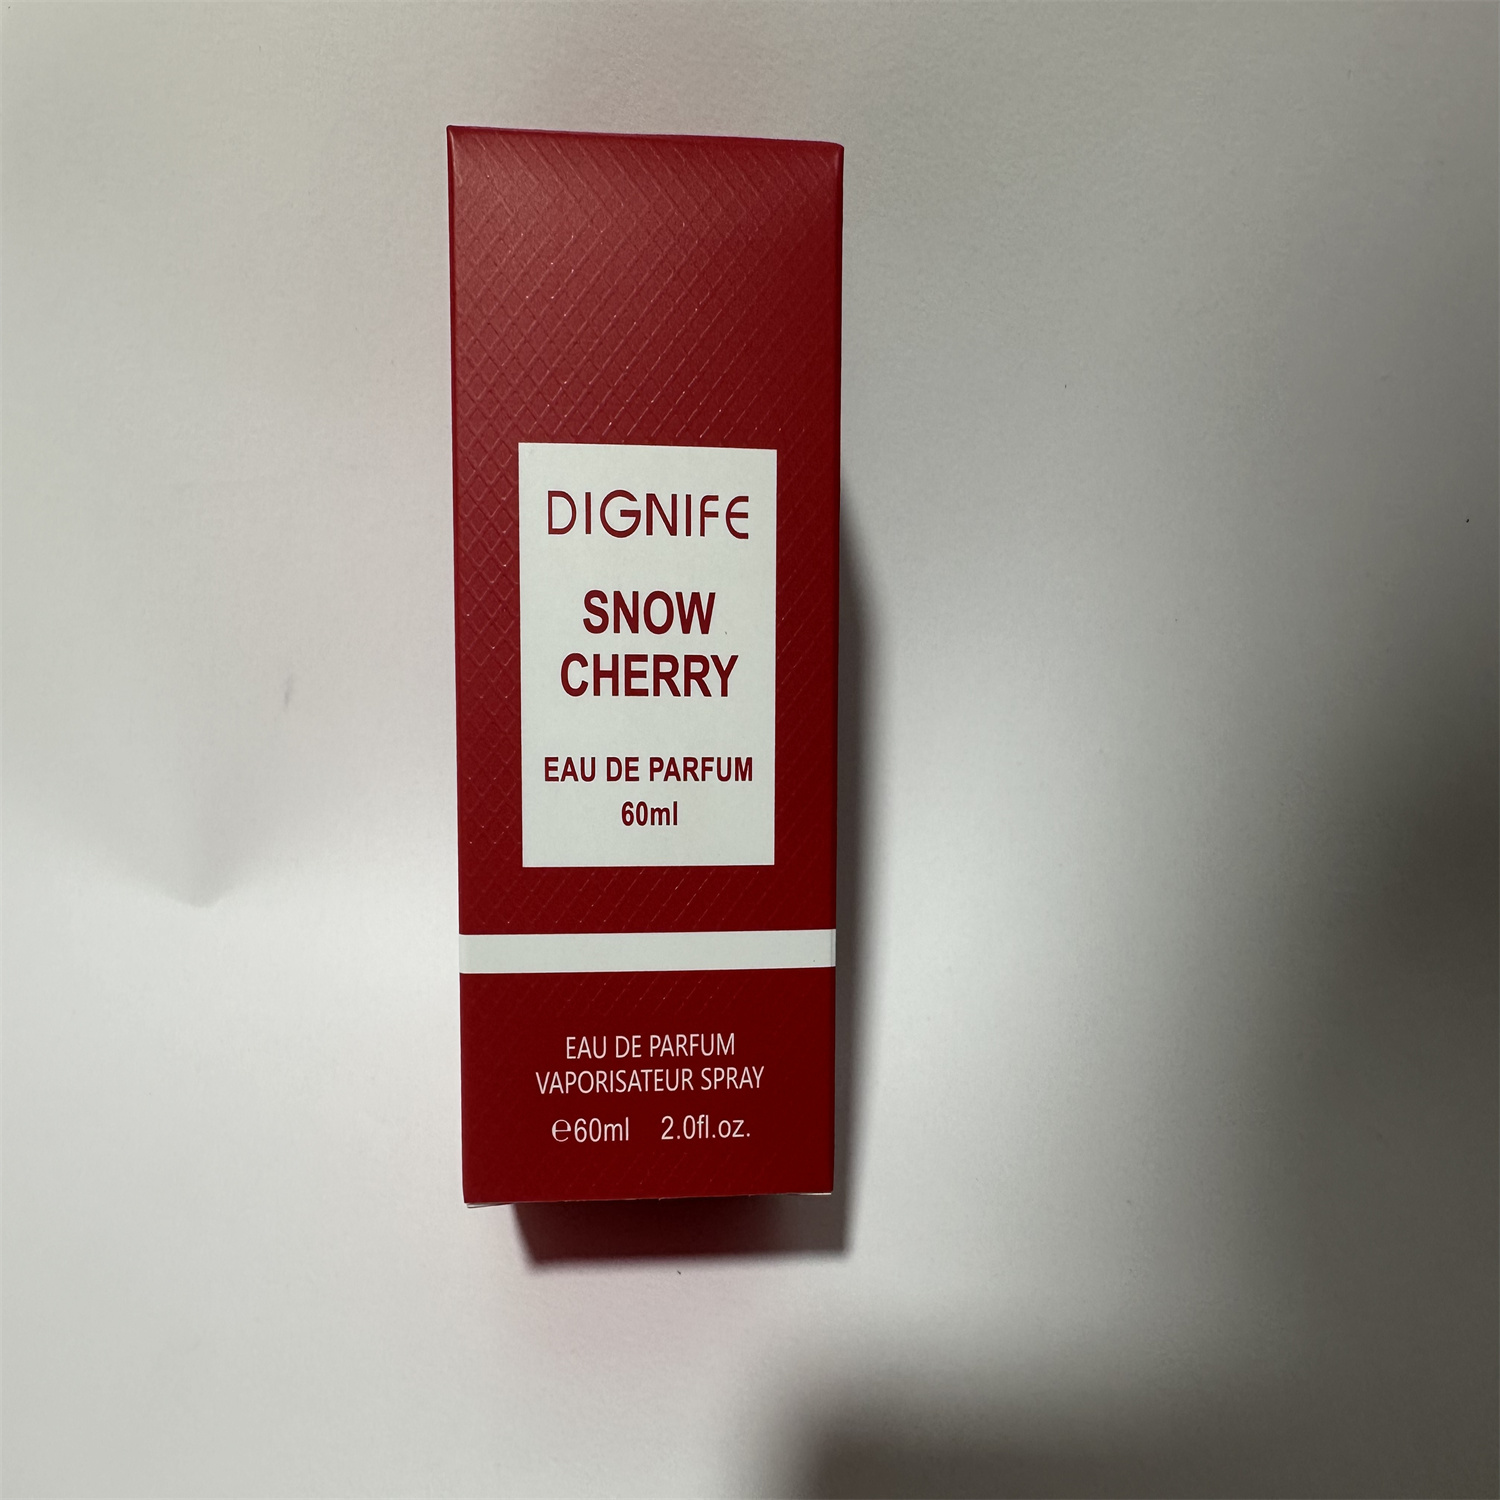 DIGNIFE
SNOW
CHERRY
EAU DE PARFUM
60ml
EAU DE PARFUM
VAPORISATEUR SPRAY
℮60ml 2.0fl.oz.